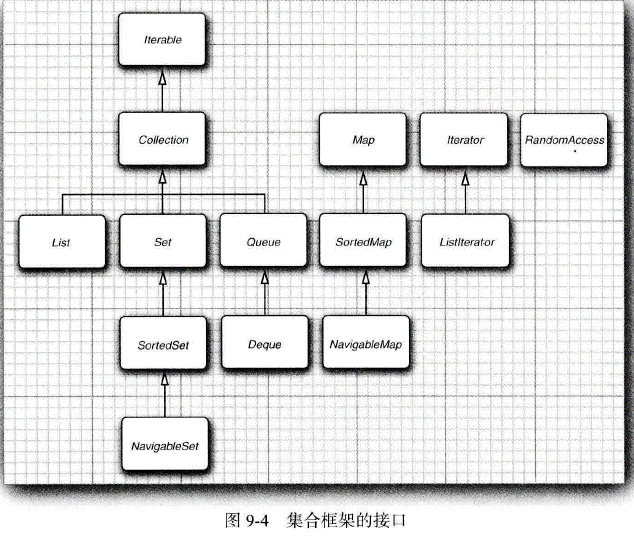 Iterable
Collection
Map
Iterator
RandomAccess
List
Set
Queue
SortedMap
ListIterator
SortedSet
Deque
NavigableMap
NavigableSet
图 9-4 集合框架的接口